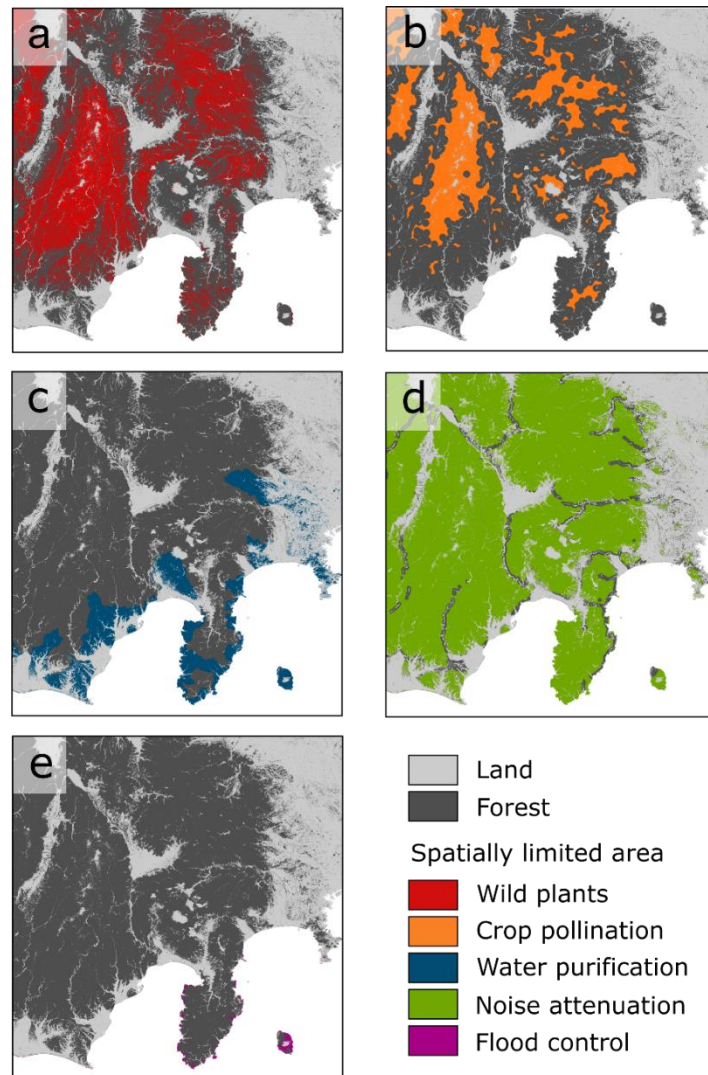 a
b
c
d
e
Land
Forest
Spatially limited area
Wild plants
Crop pollination
Water purification
Noise attenuation
Flood control